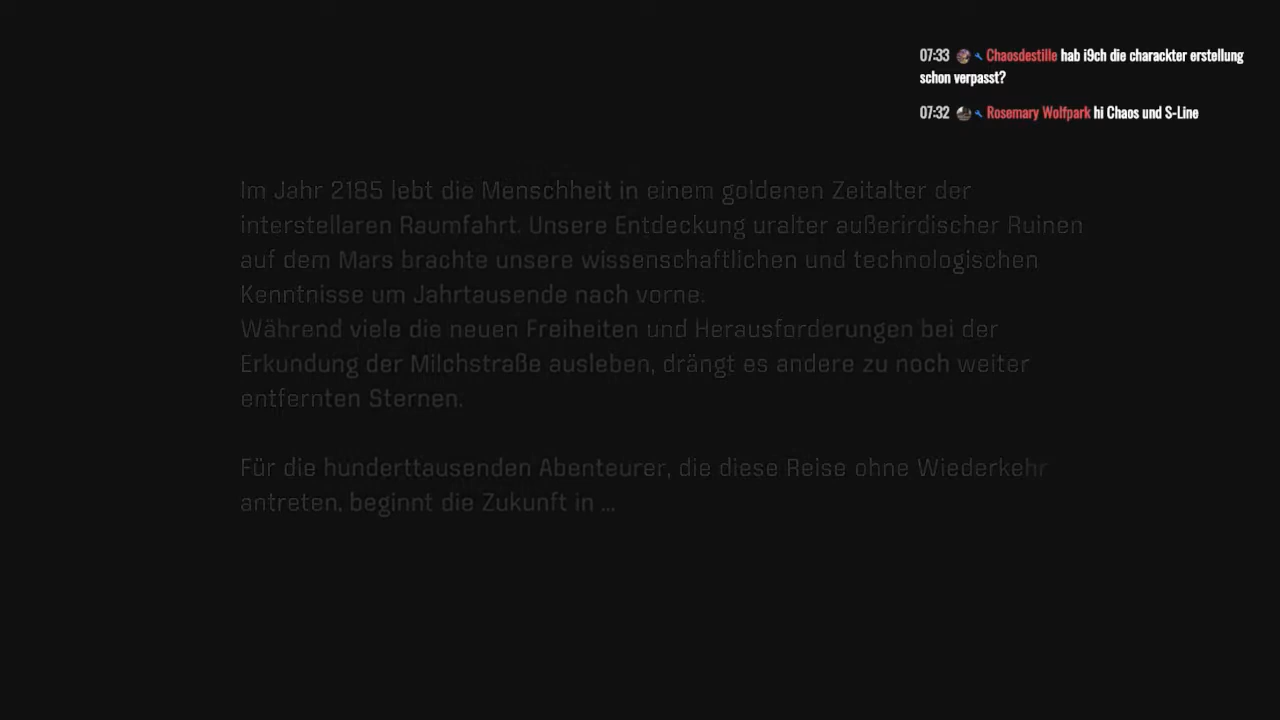 07:33 Chaosdestille hab i9ch die charackter erstellung
schon verpasst?
07:32 Rosemary Wolfpark hi Chaos und S-Line
Im Jahr 2185 lebt die Menschheit in einem goldenen Zeitalter der
interstellaren Raumfahrt. Unsere Entdeckung uralter außerirdischer Ruinen
auf dem Mars brachte unsere wissenschaftlichen und technologischen
Kenntnisse um Jahrtausende nach vorne.
Während viele die neuen Freiheiten und Herausforderungen bei der
Erkundung der Milchstraße ausleben, drängt es andere zu noch weiter
entfernten Sternen.
Für die hunderttausenden Abenteurer, die diese Reise ohne Wiederkehr
antreten, beginnt die Zukunft in ...